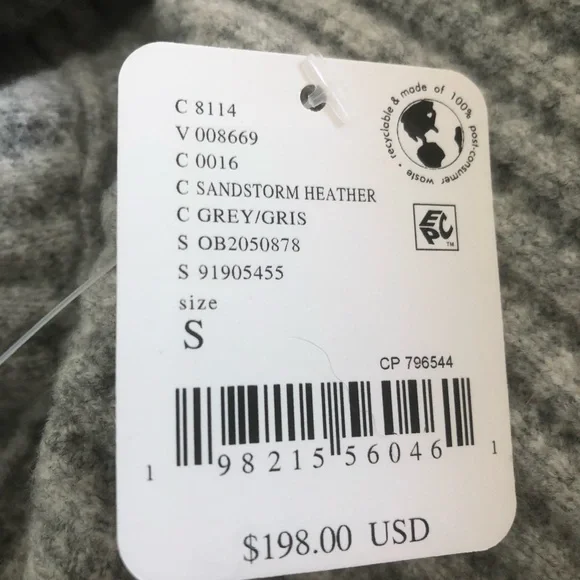 C 8114
V 008669
C 0016
C SANDSTORM HEATHER
C GREY/GRIS
S OB2050878
S 91905455
size
S
recyclable & made of 100% post-consumer waste •
EPC™
CP 796544
1 98215 56046 1
$198.00 USD